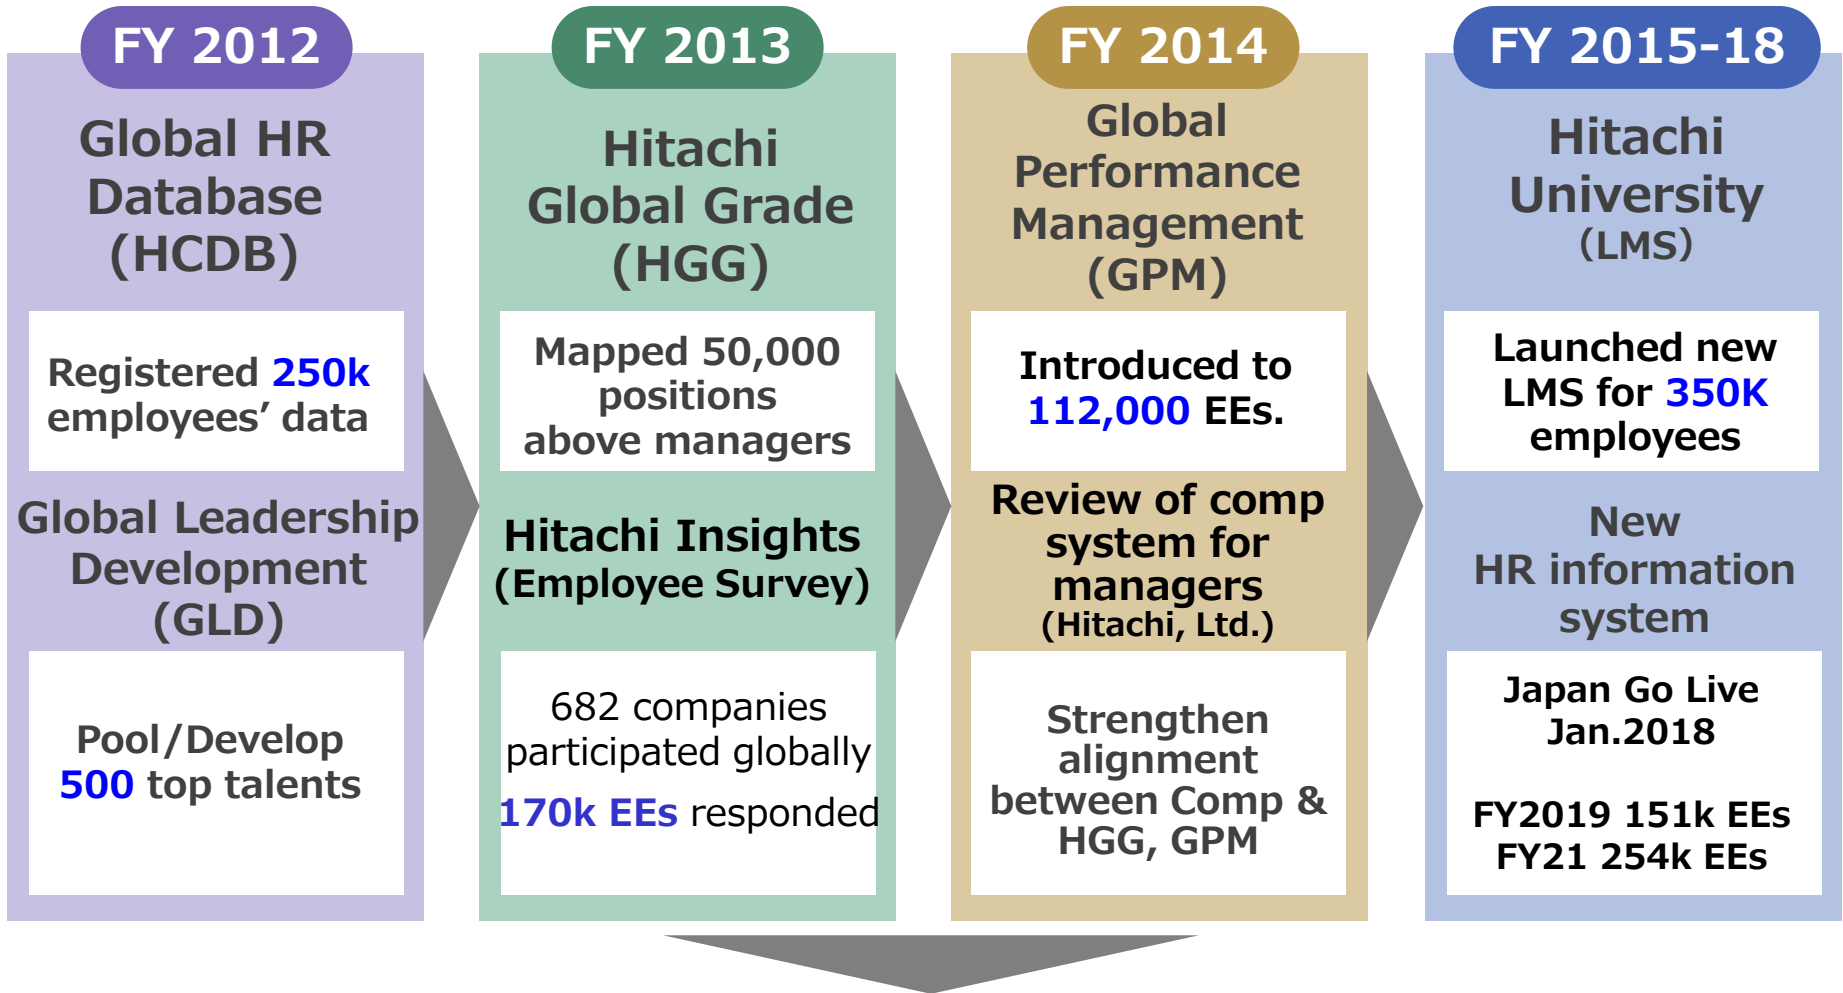 FY 2012
Global HR
Database
(HCDB)
Registered 250k
employees’ data
Global Leadership
Development
(GLD)
Pool/Develop
500 top talents
FY 2013
Hitachi
Global Grade
(HGG)
Mapped 50,000
positions
above managers
Hitachi Insights
(Employee Survey)
682 companies
participated globally
170k EEs responded
FY 2014
Global
Performance
Management
(GPM)
Introduced to
112,000 EEs.
Review of comp
system for
managers
(Hitachi, Ltd.)
Strengthen
alignment
between Comp &
HGG, GPM
FY 2015-18
Hitachi
University
(LMS)
Launched new
LMS for 350K
employees
New
HR information
system
Japan Go Live
Jan.2018
FY2019 151k EEs
FY21 254k EEs